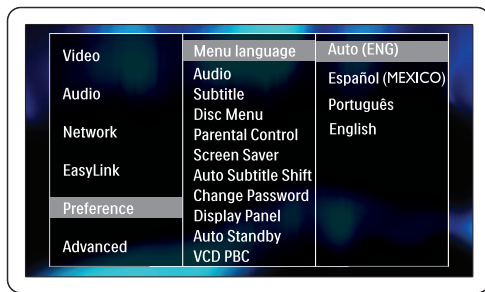 Video
Audio
Network
EasyLink
Preference
Advanced
Menu language
Audio
Subtitle
Disc Menu
Parental Control
Screen Saver
Auto Subtitle Shift
Change Password
Display Panel
Auto Standby
VCD PBC
Auto (ENG)
Español (MEXICO)
Português
English